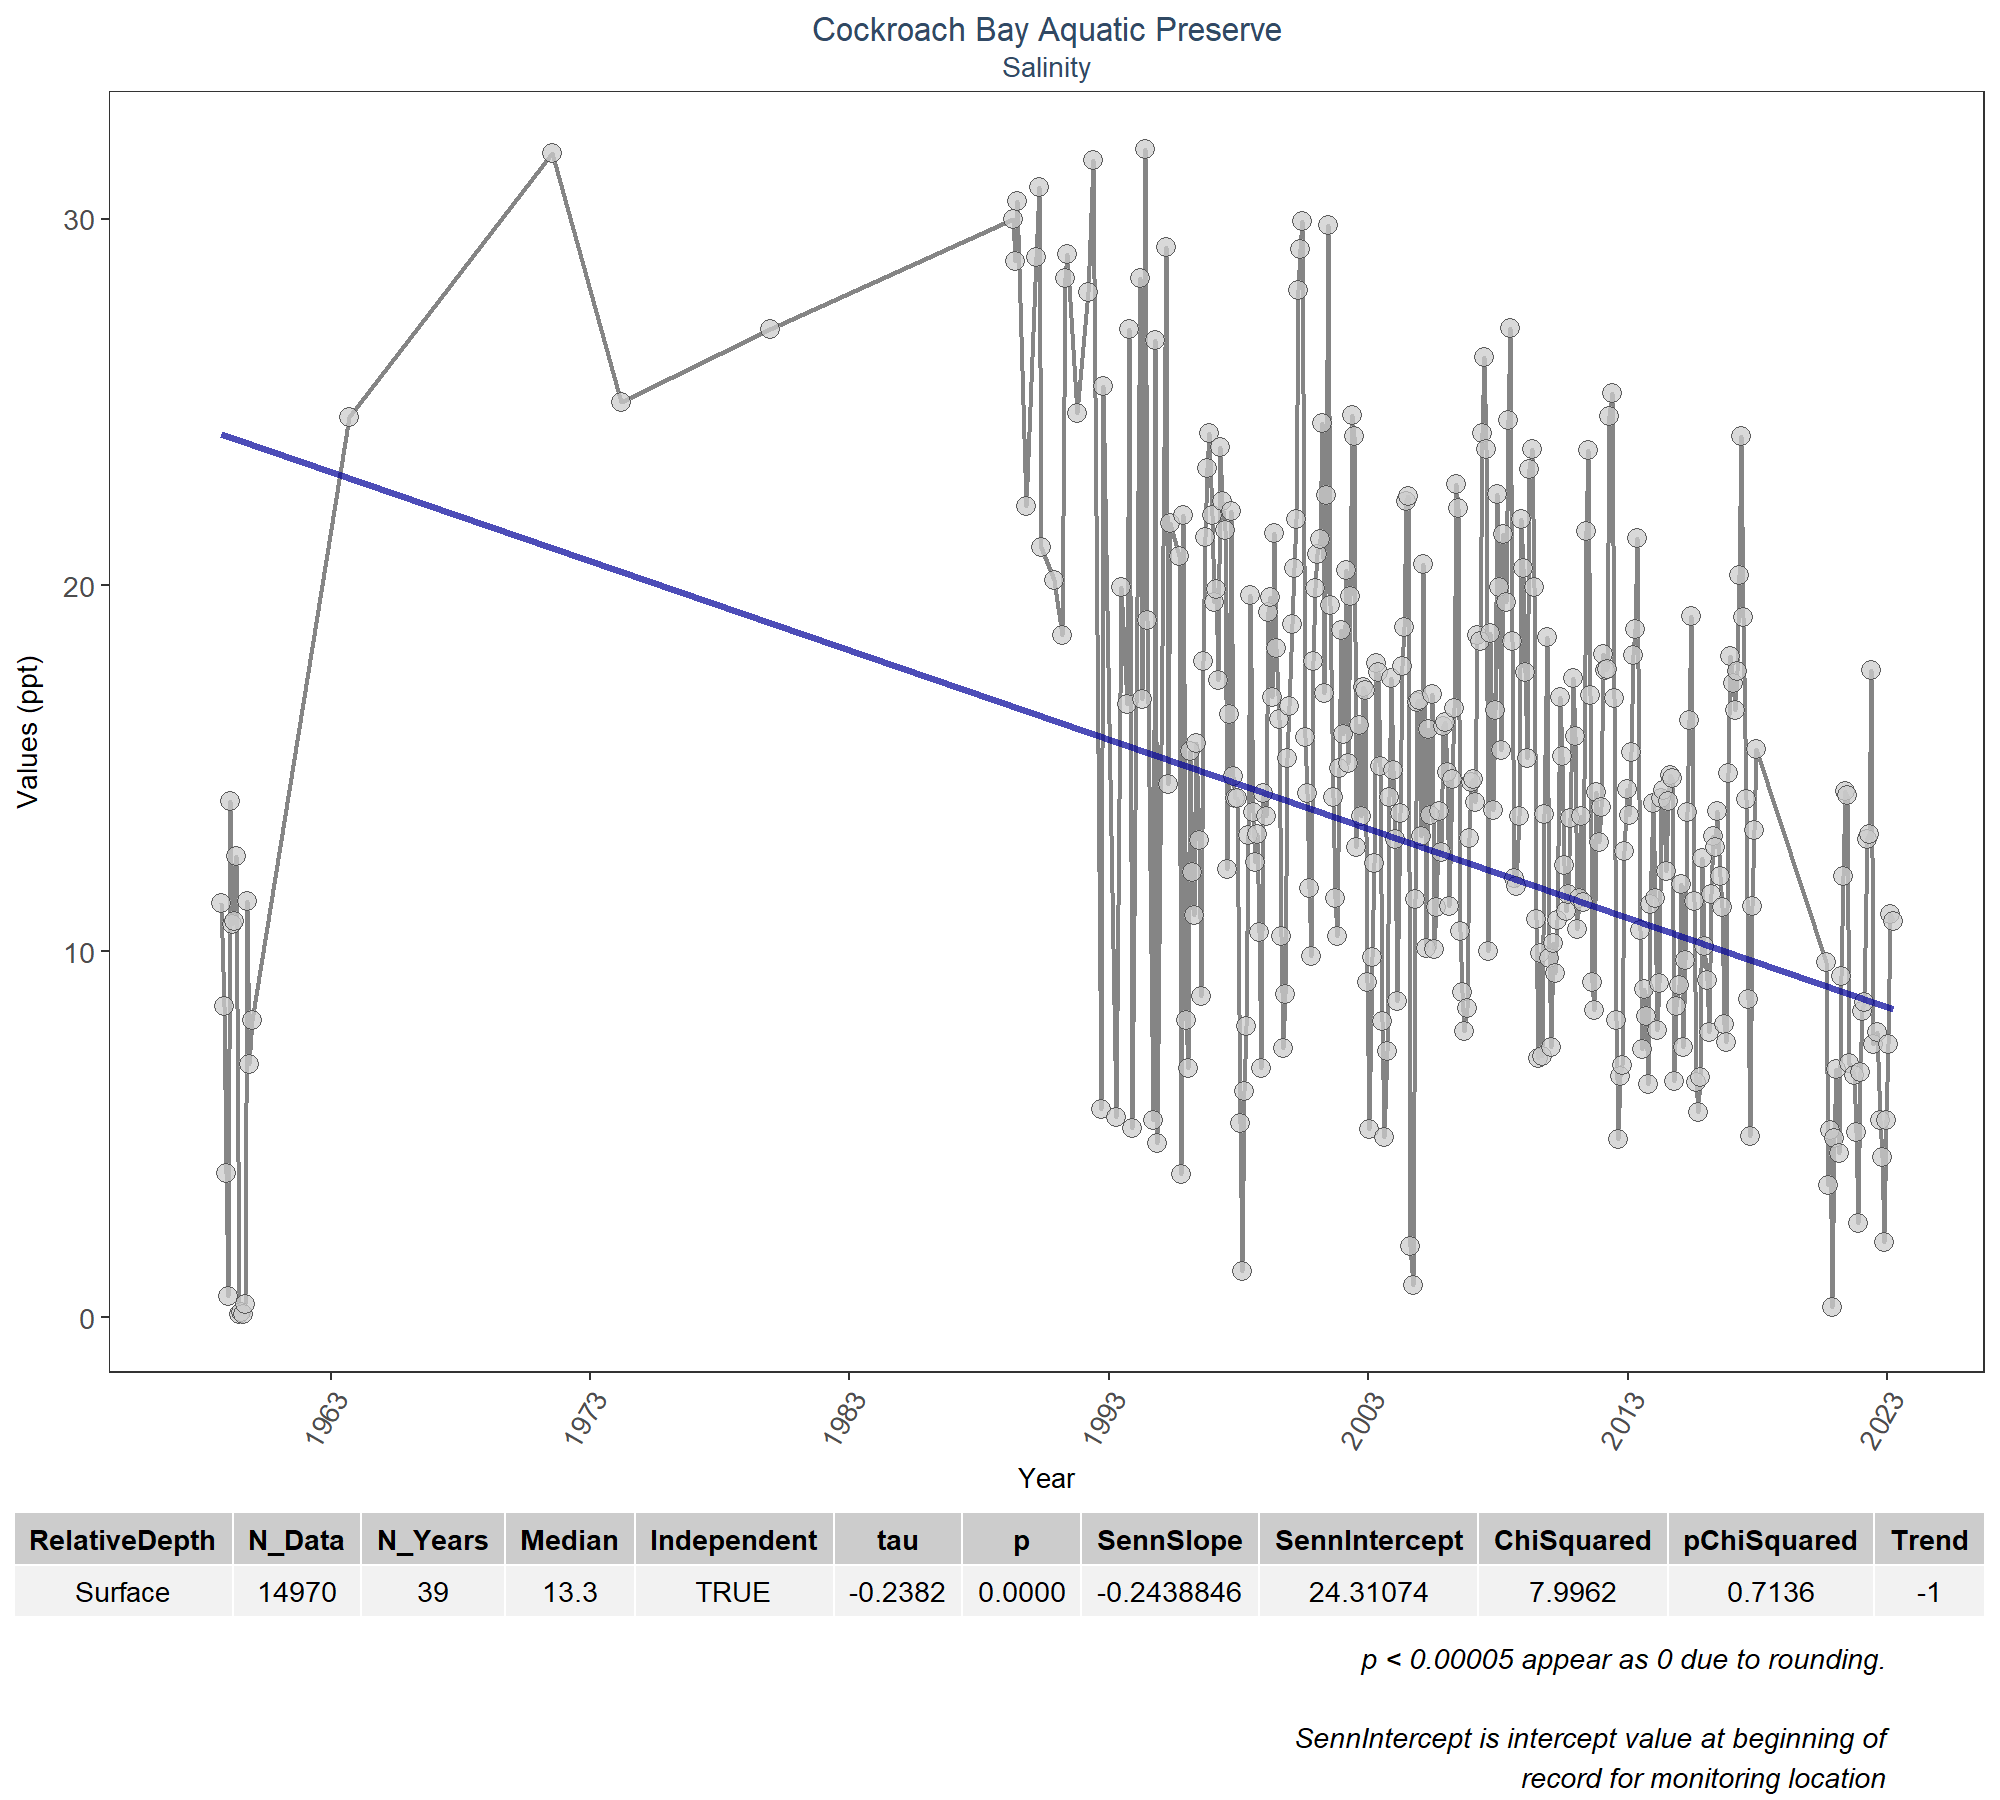 Cockroach Bay Aquatic Preserve
Salinity
Values (ppt)
30
20
10
0
1963
1973
1983
1993
2003
2013
2023
Year
RelativeDepth N_Data N_Years Median Independent tau p SennSlope SennIntercept ChiSquared pChiSquared Trend
Surface 14970 39 13.3 TRUE -0.2382 0.0000 -0.2438846 24.31074 7.9962 0.7136 -1
p < 0.00005 appear as 0 due to rounding.
SennIntercept is intercept value at beginning of
record for monitoring location